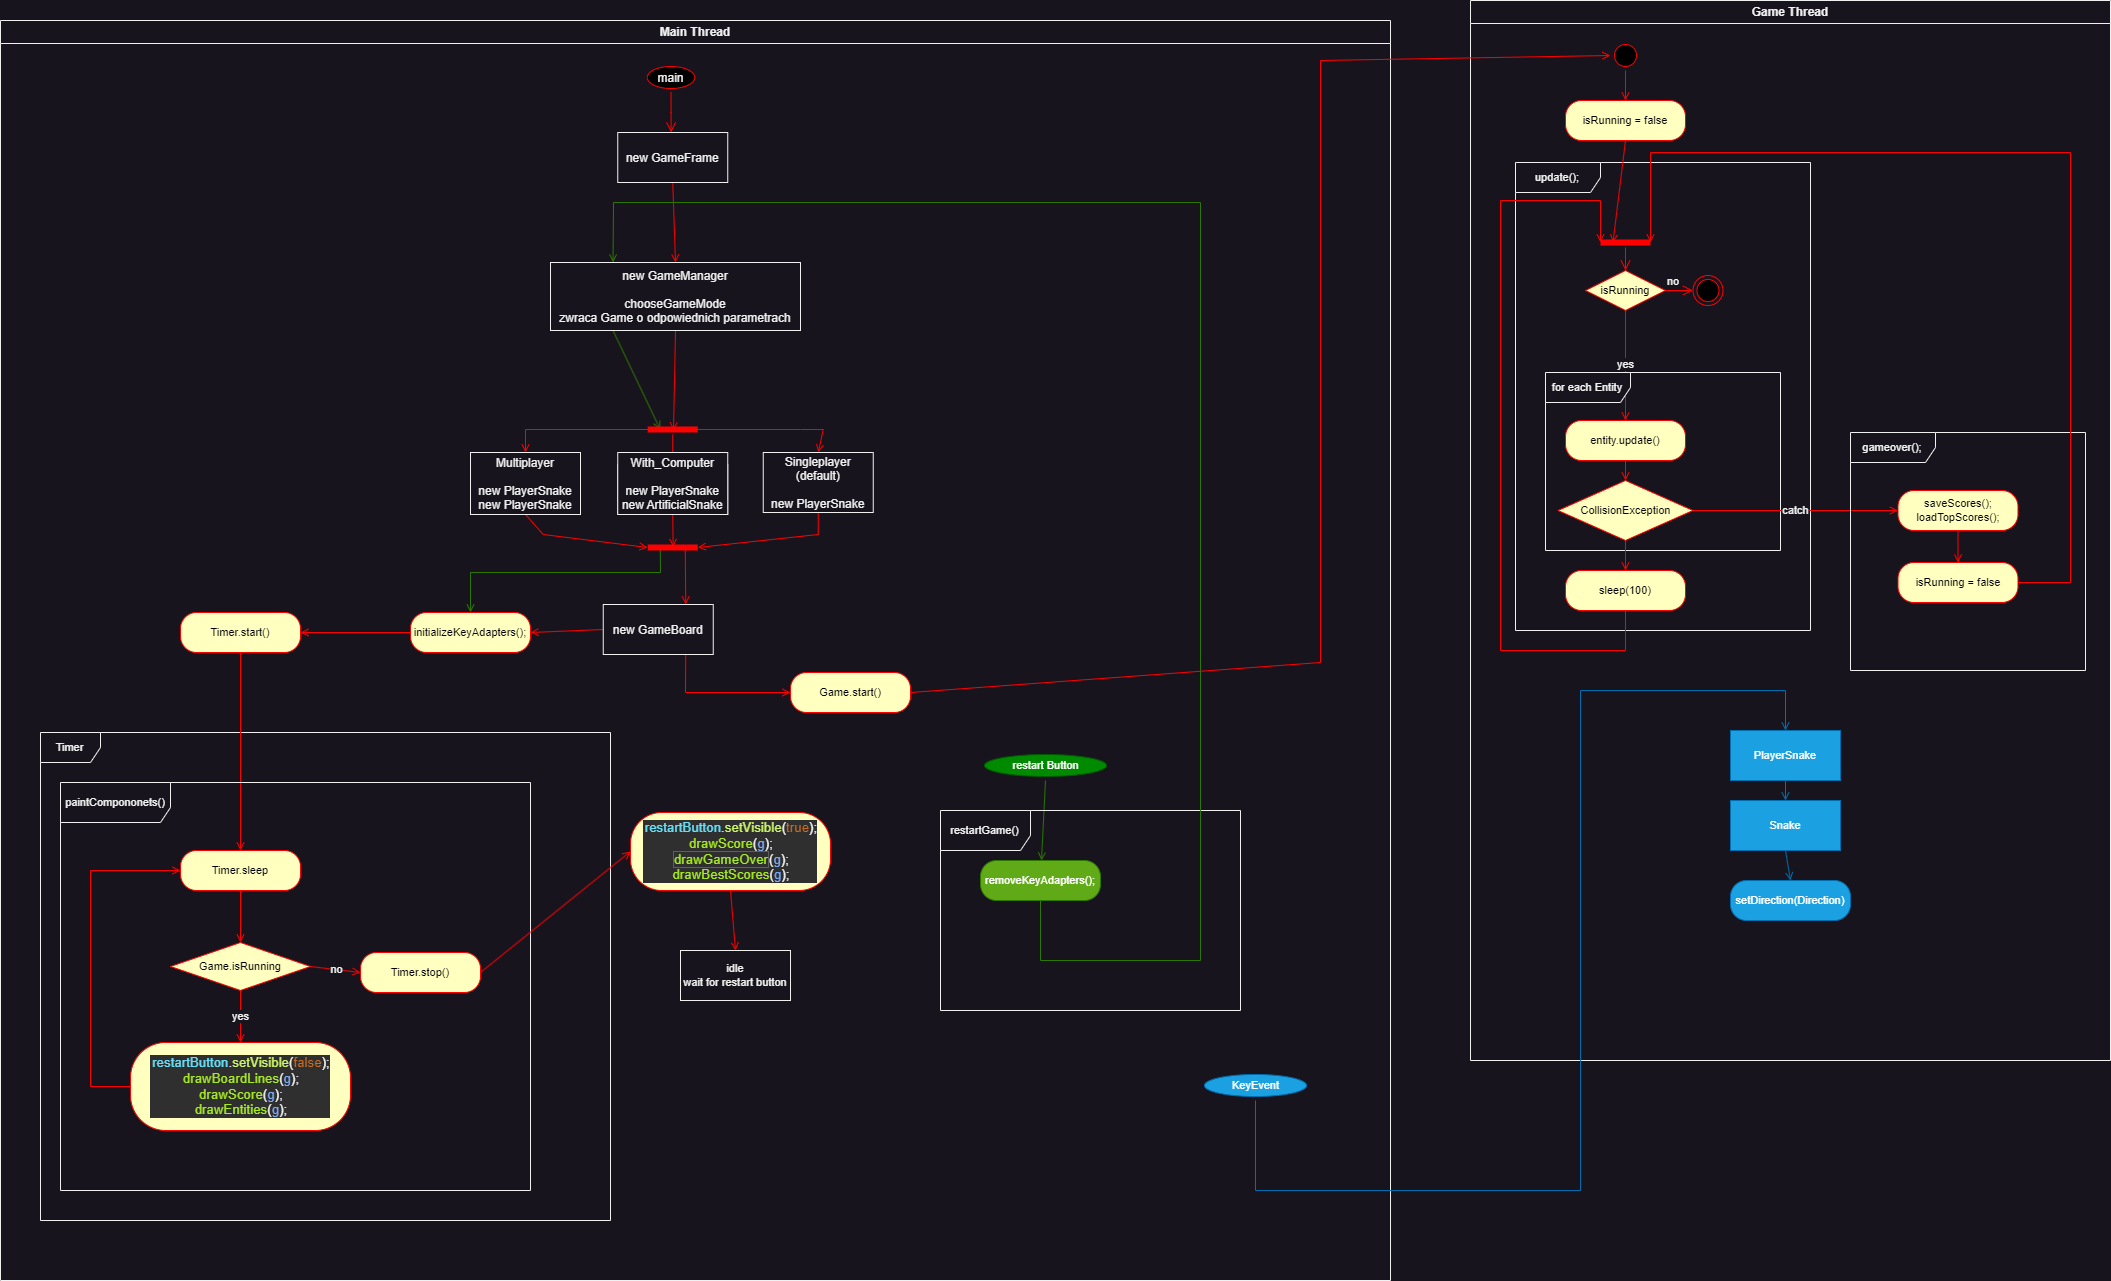 Main Thread
main
new GameFrame
new GameManager
chooseGameMode
zwraca Game o odpowiednich parametrach
Multiplayer
new PlayerSnake
new PlayerSnake
With_Computer
new PlayerSnake
new ArtificialSnake
Singleplayer
(default)
new PlayerSnake
Timer.start()
initializeKeyAdapters();
new GameBoard
Game.start()
Timer
paintCompononets()
Timer.sleep
Game.isRunning
no
Timer.stop()
yes
restartButton.setVisible(false);
drawBoardLines(g);
drawScore(g);
drawEntities(g);
restartButton.setVisible(true);
drawScore(g);
drawGameOver(g);
drawBestScores(g);
idle
wait for restart button
restart Button
restartGame()
removeKeyAdapters();
KeyEvent
Game Thread
isRunning = false
update();
isRunning
no
yes
for each Entity
entity.update()
CollisionException
catch
sleep(100)
gameover();
saveScores();
loadTopScores();
isRunning = false
PlayerSnake
Snake
setDirection(Direction)